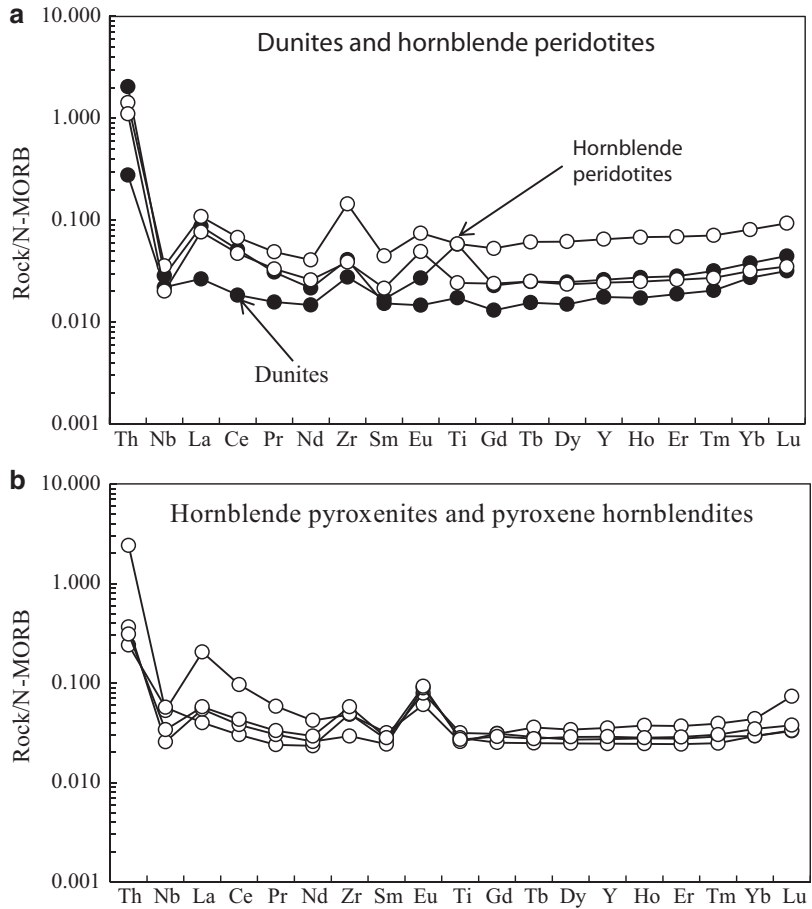 a
10.000
Dunites and hornblende peridotites
1.000
Hornblende
peridotites
0.100
Rock/N-MORB
0.010
Dunites
0.001
Th Nb La Ce Pr Nd Zr Sm Eu Ti Gd Tb Dy Y Ho Er Tm Yb Lu
b
10.000
Hornblende pyroxenites and pyroxene hornblendites
1.000
0.100
Rock/N-MORB
0.010
0.001
Th Nb La Ce Pr Nd Zr Sm Eu Ti Gd Tb Dy Y Ho Er Tm Yb Lu